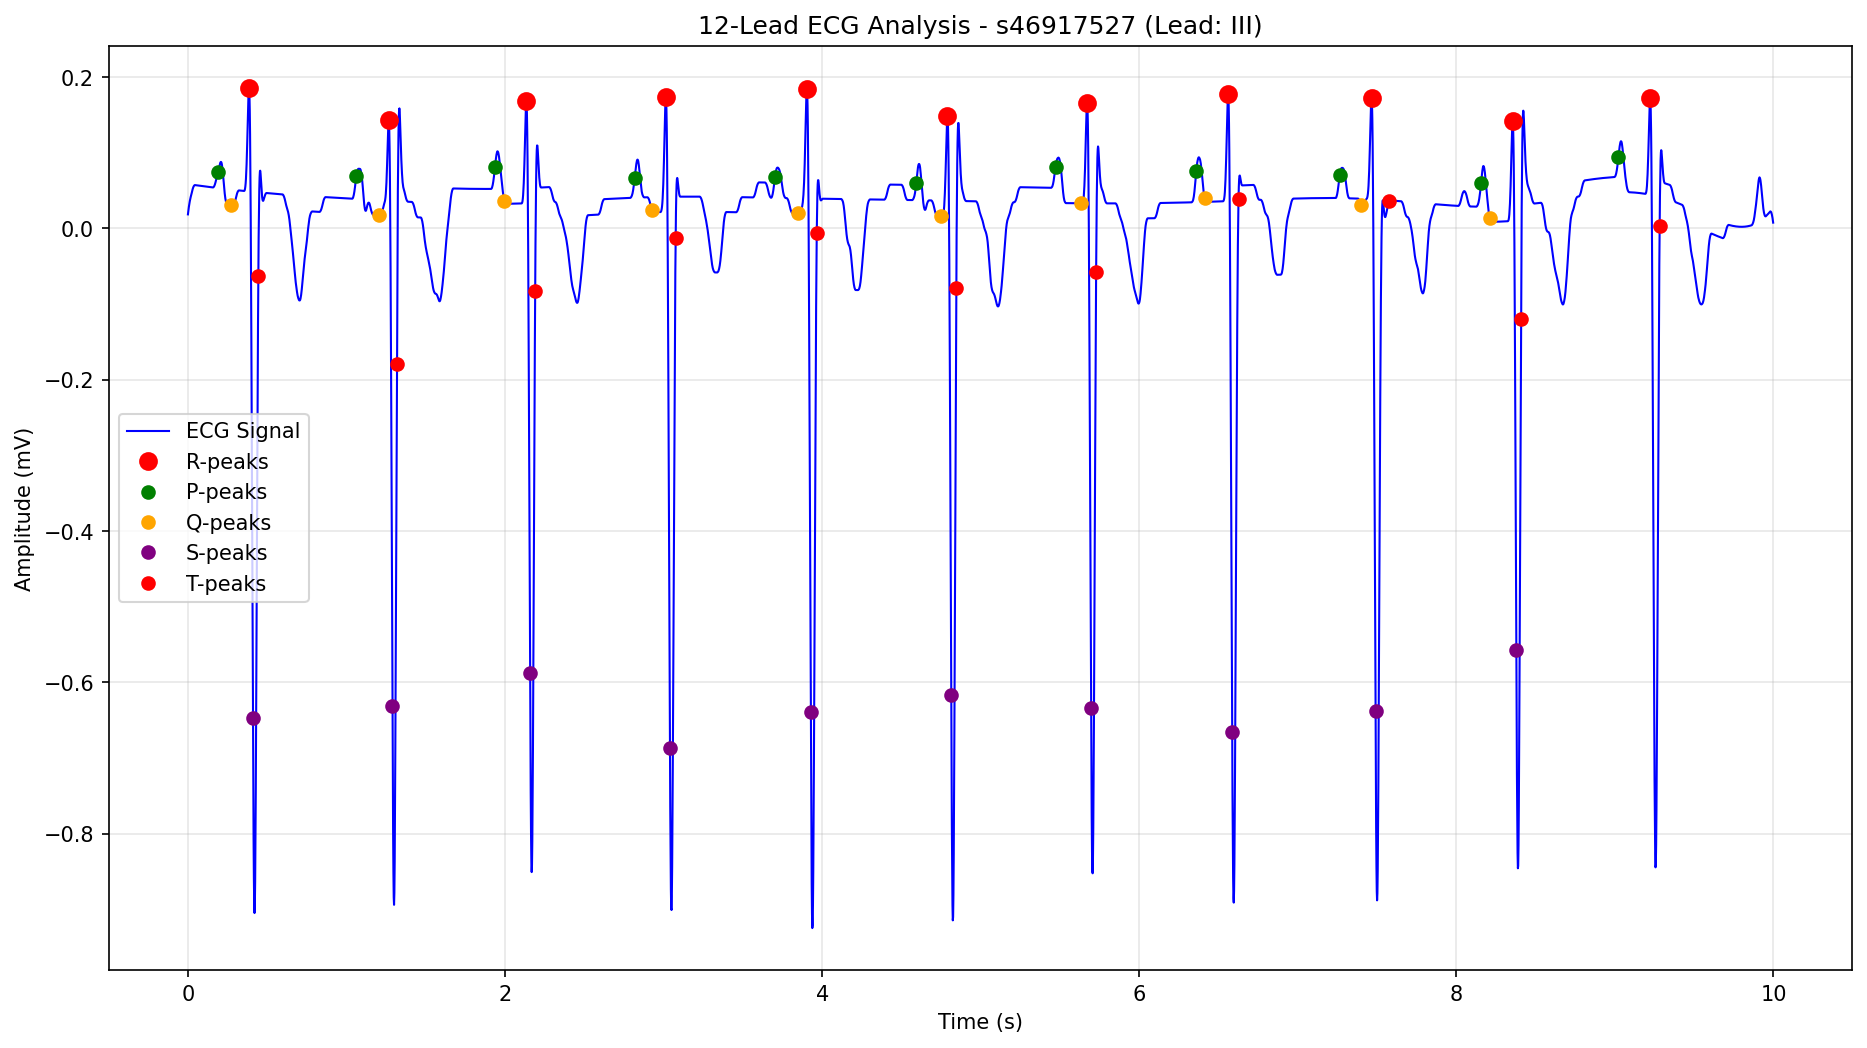 12-Lead ECG Analysis - s46917527 (Lead: III)
0.2
0.0
−0.2
−0.4
−0.6
−0.8
Amplitude (mV)
ECG Signal
R-peaks
P-peaks
Q-peaks
S-peaks
T-peaks
0
2
4
6
8
10
Time (s)